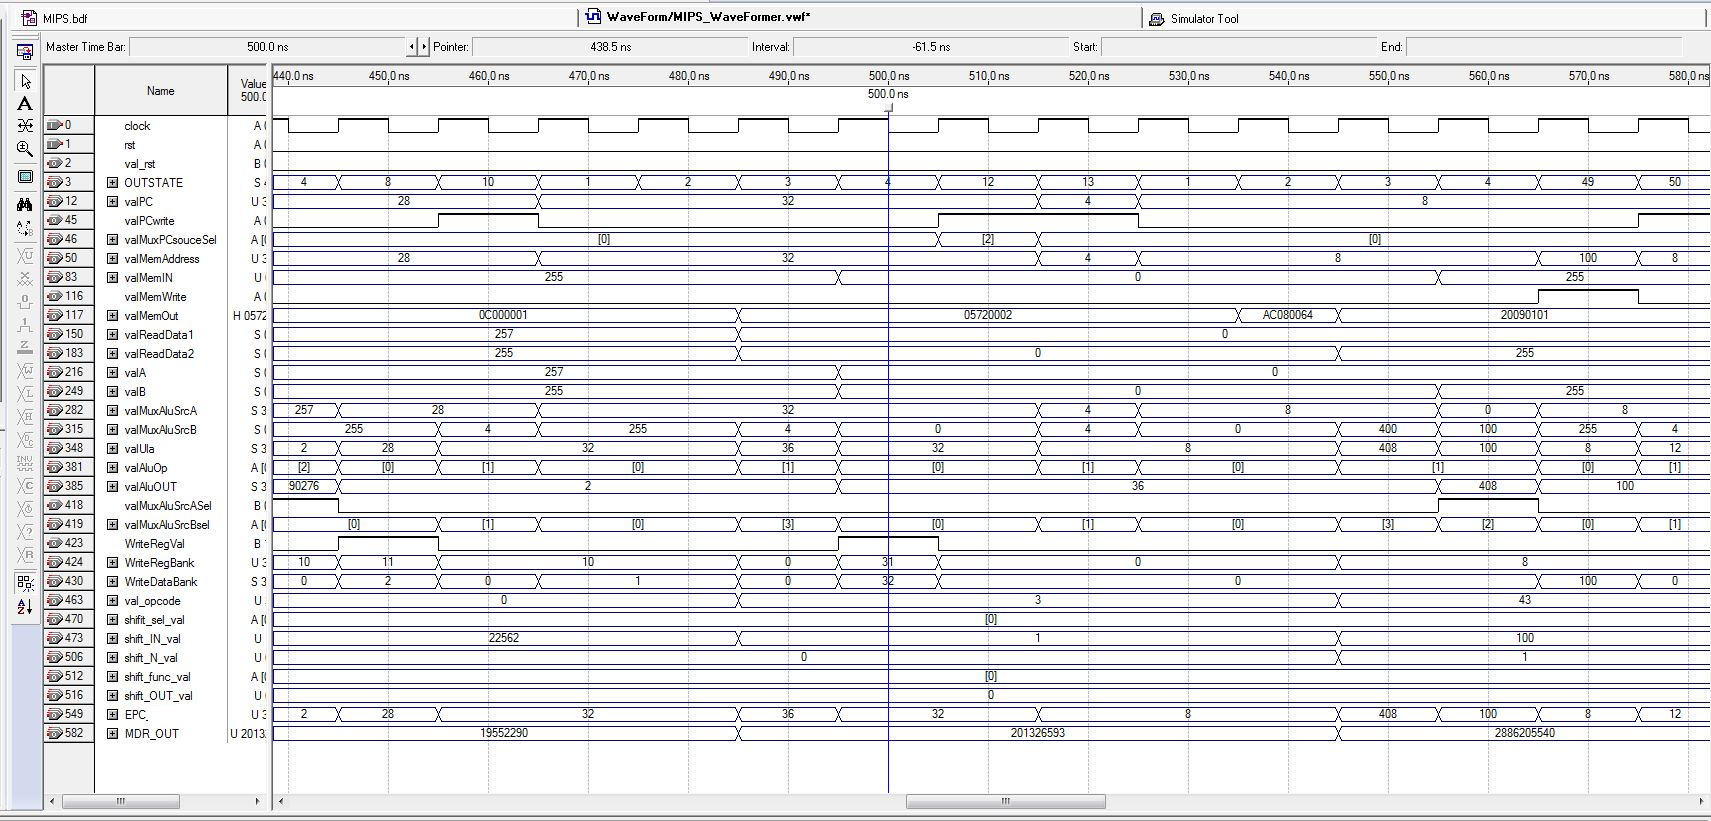 MIPS.bdf
WaveForm/MIPS_WaveFormer.vwf*
Simulator Tool
Master Time Bar: 500.0 ns Pointer: 438.5 ns Interval: -61.5 ns Start: End:
Name Value 500.0 440.0 ns 450.0 ns 460.0 ns 470.0 ns 480.0 ns 490.0 ns 500.0 ns 510.0 ns 520.0 ns 530.0 ns 540.0 ns 550.0 ns 560.0 ns 570.0 ns 580.0 ns
500.0 ns
0 clock A
1 rst A
2 val_rst B
3 OUTSTATE S 4 8 10 1 2 3 4 12 13 1 2 3 4 49 50
12 valPC U 3 28 32 4 8
45 valPCwrite A
46 valMuxPCsouceSel A [ [0] [2] [0]
50 valMemAddress U 3 28 32 4 8 100 8
83 valMemIN U 255 0 255
116 valMemWrite A
117 valMemOut H 0572 0C000001 05720002 AC080064 20090101
150 valReadData1 S 257 0
183 valReadData2 S 255 0 255
216 valA S 257 0
249 valB S 255 0 255
282 valMuxAluSrcA S 3 257 28 32 4 8 0 8
315 valMuxAluSrcB S 255 4 255 4 0 4 0 400 100 255 4
348 valUla S 3 2 28 32 36 32 8 408 100 8 12
381 valAluOp A [ [2] [0] [1] [0] [1] [0] [1] [0] [1] [0] [1]
385 valAluOUT S 3 90276 2 36 408 100
418 valMuxAluSrcASel B
419 valMuxAluSrcBsel A [ [0] [1] [0] [3] [0] [1] [0] [3] [2] [0] [1]
423 WriteRegVal B
424 WriteRegBank U 3 10 11 10 0 31 0 8
430 WriteDataBank S 3 0 2 0 1 0 32 0 100 0
463 val_opcode U 0 3 43
470 shifit_sel_val A [ [0]
473 shift_IN_val U 22562 1 100
506 shift_N_val U 0 1
512 shift_func_val A [ [0]
516 shift_OUT_val U 0
549 EPC_ U 3 2 28 32 36 32 8 408 100 8 12
582 MDR_OUT U 2013 19552290 201326593 2886205540